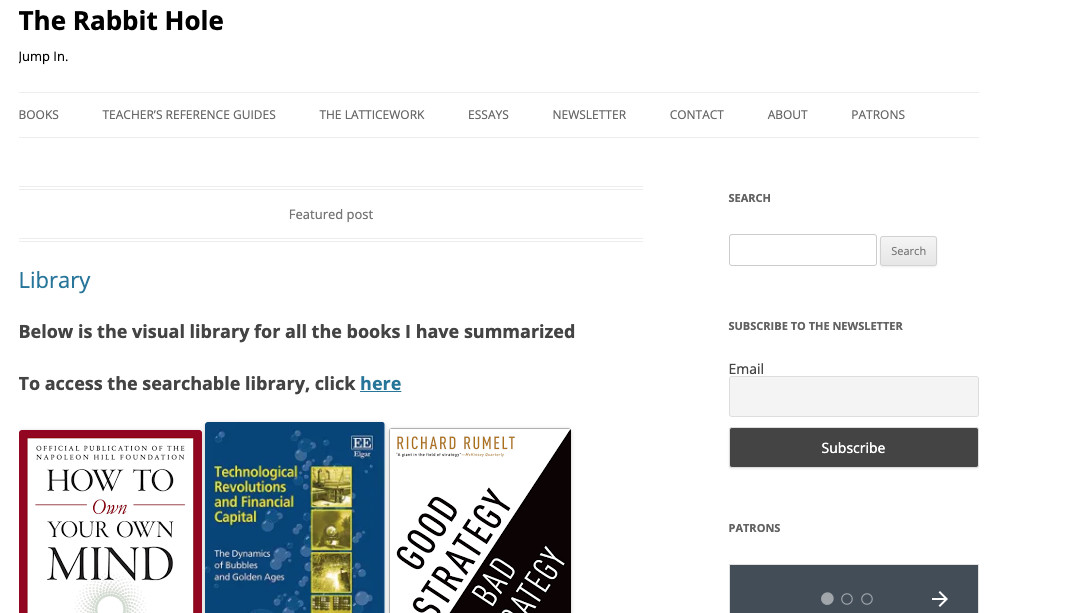 The Rabbit Hole
Jump In.
BOOKS TEACHER'S REFERENCE GUIDES THE LATTICEWORK ESSAYS NEWSLETTER CONTACT ABOUT PATRONS
Featured post
Library
Below is the visual library for all the books I have summarized
To access the searchable library, click here
OFFICIAL PUBLICATION OF THE
NAPOLEON HILL FOUNDATION
HOW TO
Own
YOUR OWN
MIND
EE
Elgar
Technological
Revolutions
and Financial
Capital
The Dynamics
of Bubbles
and Golden Ages
RICHARD RUMELT
"A giant in the field of strategy" —McKinsey Quarterly
GOOD
STRATEGY
BAD
RATEGY
SEARCH
Search
SUBSCRIBE TO THE NEWSLETTER
Email
Subscribe
PATRONS